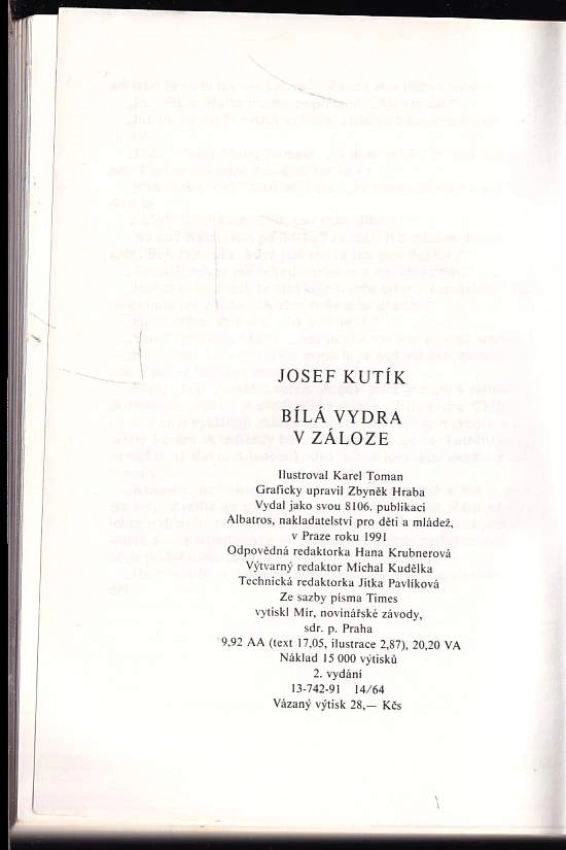 JOSEF KUTÍK
BÍLÁ VYDRA
V ZÁLOZE
Ilustroval Karel Toman
Graficky upravil Zbyněk Hraba
Vydal jako svou 8106. publikaci
Albatros, nakladatelství pro děti a mládež,
v Praze roku 1991
Odpovědná redaktorka Hana Krubnerová
Výtvarný redaktor Michal Kudělka
Technická redaktorka Jitka Pavlíková
Ze sazby písma Times
vytiskl Mír, novinářské závody,
sdr. p. Praha
9,92 AA (text 17,05, ilustrace 2,87), 20,20 VA
Náklad 15 000 výtisků
2. vydání
13-742-91 14/64
Vázaný výtisk 28,— Kčs